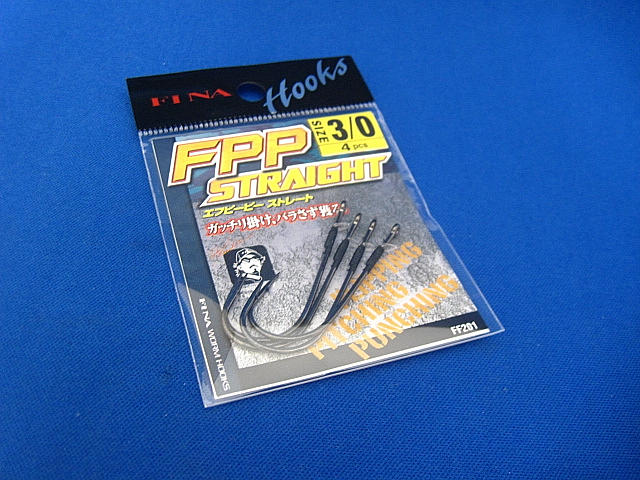 FINA Hooks
SIZE 3/0
4 pcs
FPP
STRAIGHT
エフピーピー ストレート
ガッチリ掛け、バラさず獲る。
FLIPPING
PITCHING
PUNCHING
FINA WORM HOOKS
FF201